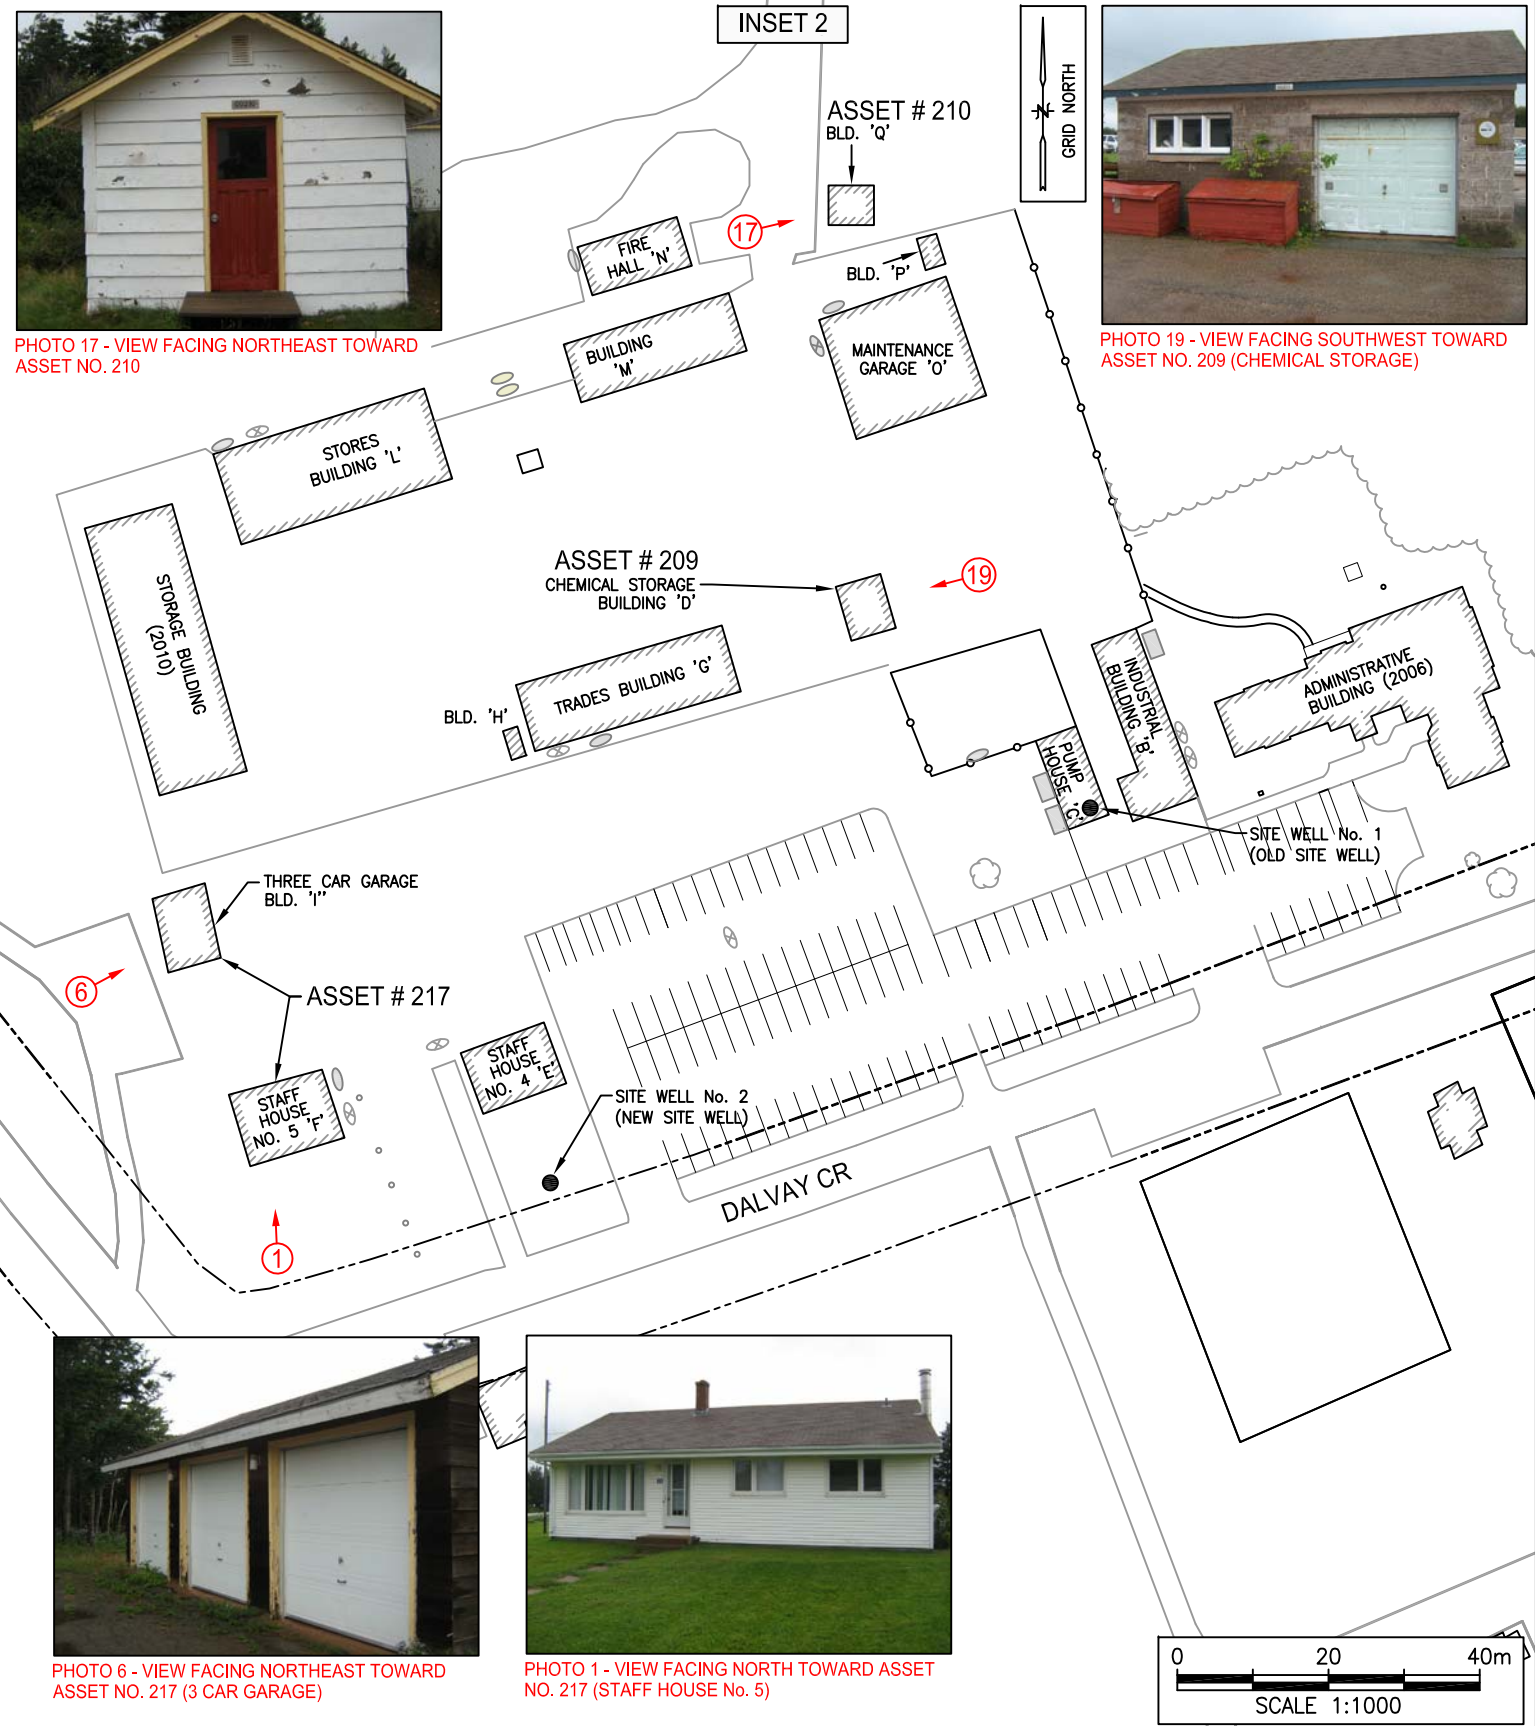 INSET 2
GRID NORTH
N
ASSET # 210
BLD. 'Q'
17
PHOTO 17 - VIEW FACING NORTHEAST TOWARD
ASSET NO. 210
PHOTO 19 - VIEW FACING SOUTHWEST TOWARD
ASSET NO. 209 (CHEMICAL STORAGE)
FIRE
HALL 'N'
BLD. 'P'
BUILDING
'M'
MAINTENANCE
GARAGE 'O'
STORES
BUILDING 'L'
STORAGE BUILDING
(2010)
ASSET # 209
CHEMICAL STORAGE
BUILDING 'D'
19
TRADES BUILDING 'G'
BLD. 'H'
INDUSTRIAL
BUILDING 'B'
ADMINISTRATIVE
BUILDING (2006)
PUMP
HOUSE 'C'
SITE WELL No. 1
(OLD SITE WELL)
THREE CAR GARAGE
BLD. 'I''
6
ASSET # 217
STAFF
HOUSE
NO. 4 'E'
STAFF
HOUSE
NO. 5 'F'
SITE WELL No. 2
(NEW SITE WELL)
DALVAY CR
1
PHOTO 6 - VIEW FACING NORTHEAST TOWARD
ASSET NO. 217 (3 CAR GARAGE)
PHOTO 1 - VIEW FACING NORTH TOWARD ASSET
NO. 217 (STAFF HOUSE No. 5)
0 20 40m
SCALE 1:1000